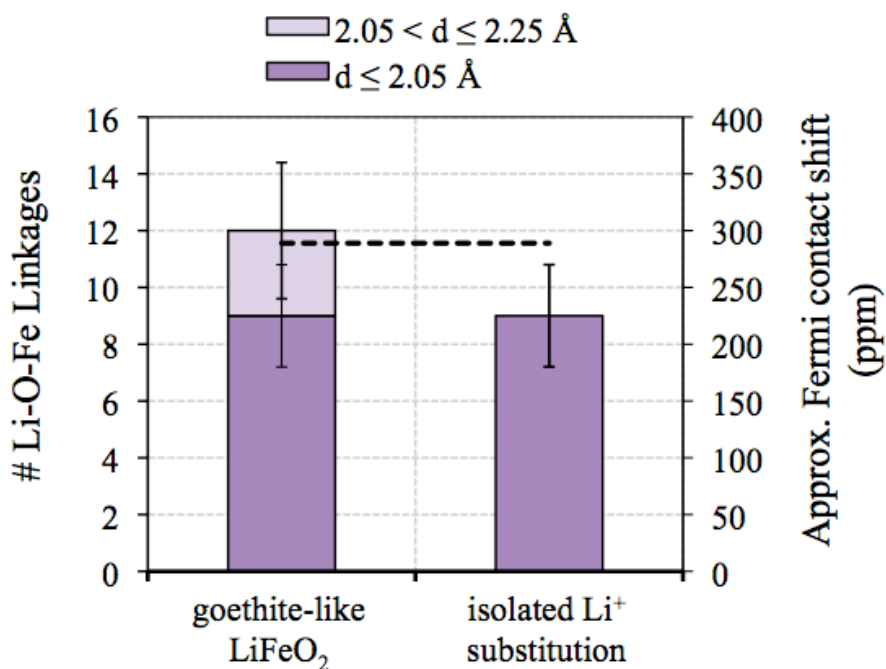 2.05 < d ≤ 2.25 Å
d ≤ 2.05 Å
# Li-O-Fe Linkages
16
14
12
10
8
6
4
2
0
400
350
300
250
200
150
100
50
0
Approx. Fermi contact shift
(ppm)
goethite-like
LiFeO₂
isolated Li⁺
substitution